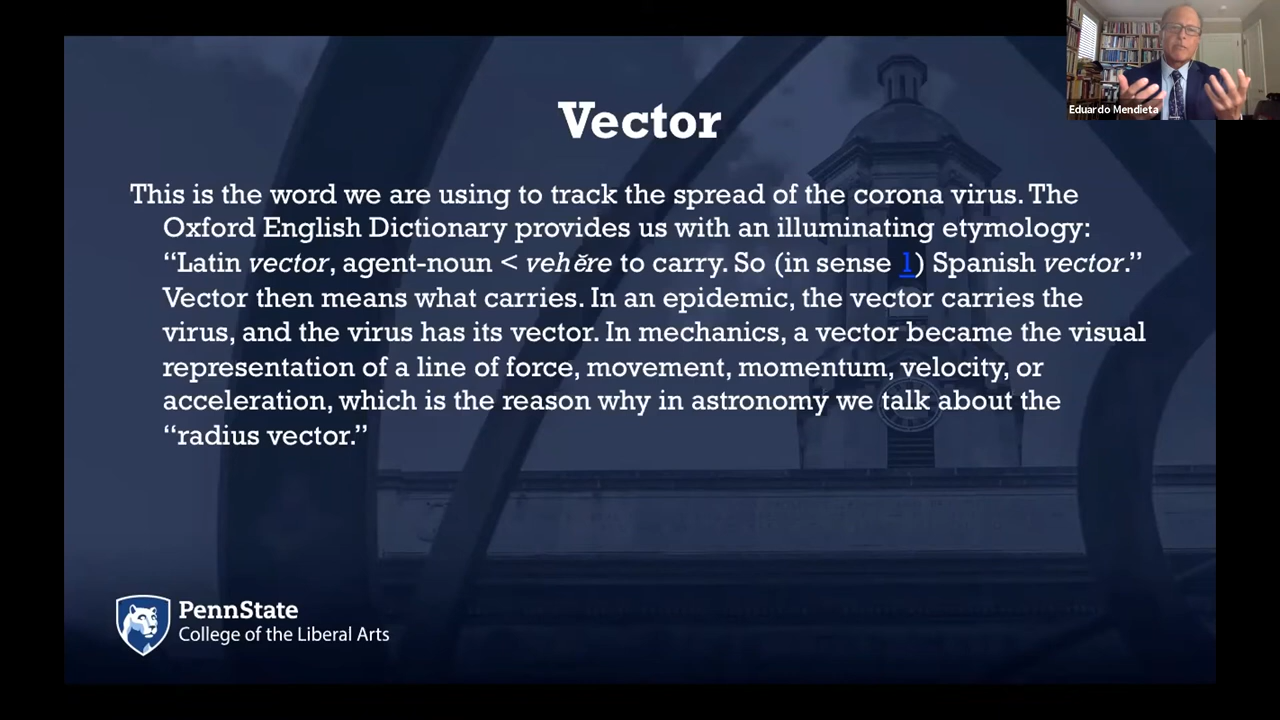 Eduardo Mendieta
Vector
This is the word we are using to track the spread of the corona virus. The
Oxford English Dictionary provides us with an illuminating etymology:
“Latin vector, agent-noun < vehĕre to carry. So (in sense 1) Spanish vector.”
Vector then means what carries. In an epidemic, the vector carries the
virus, and the virus has its vector. In mechanics, a vector became the visual
representation of a line of force, movement, momentum, velocity, or
acceleration, which is the reason why in astronomy we talk about the
“radius vector.”
PennState
College of the Liberal Arts